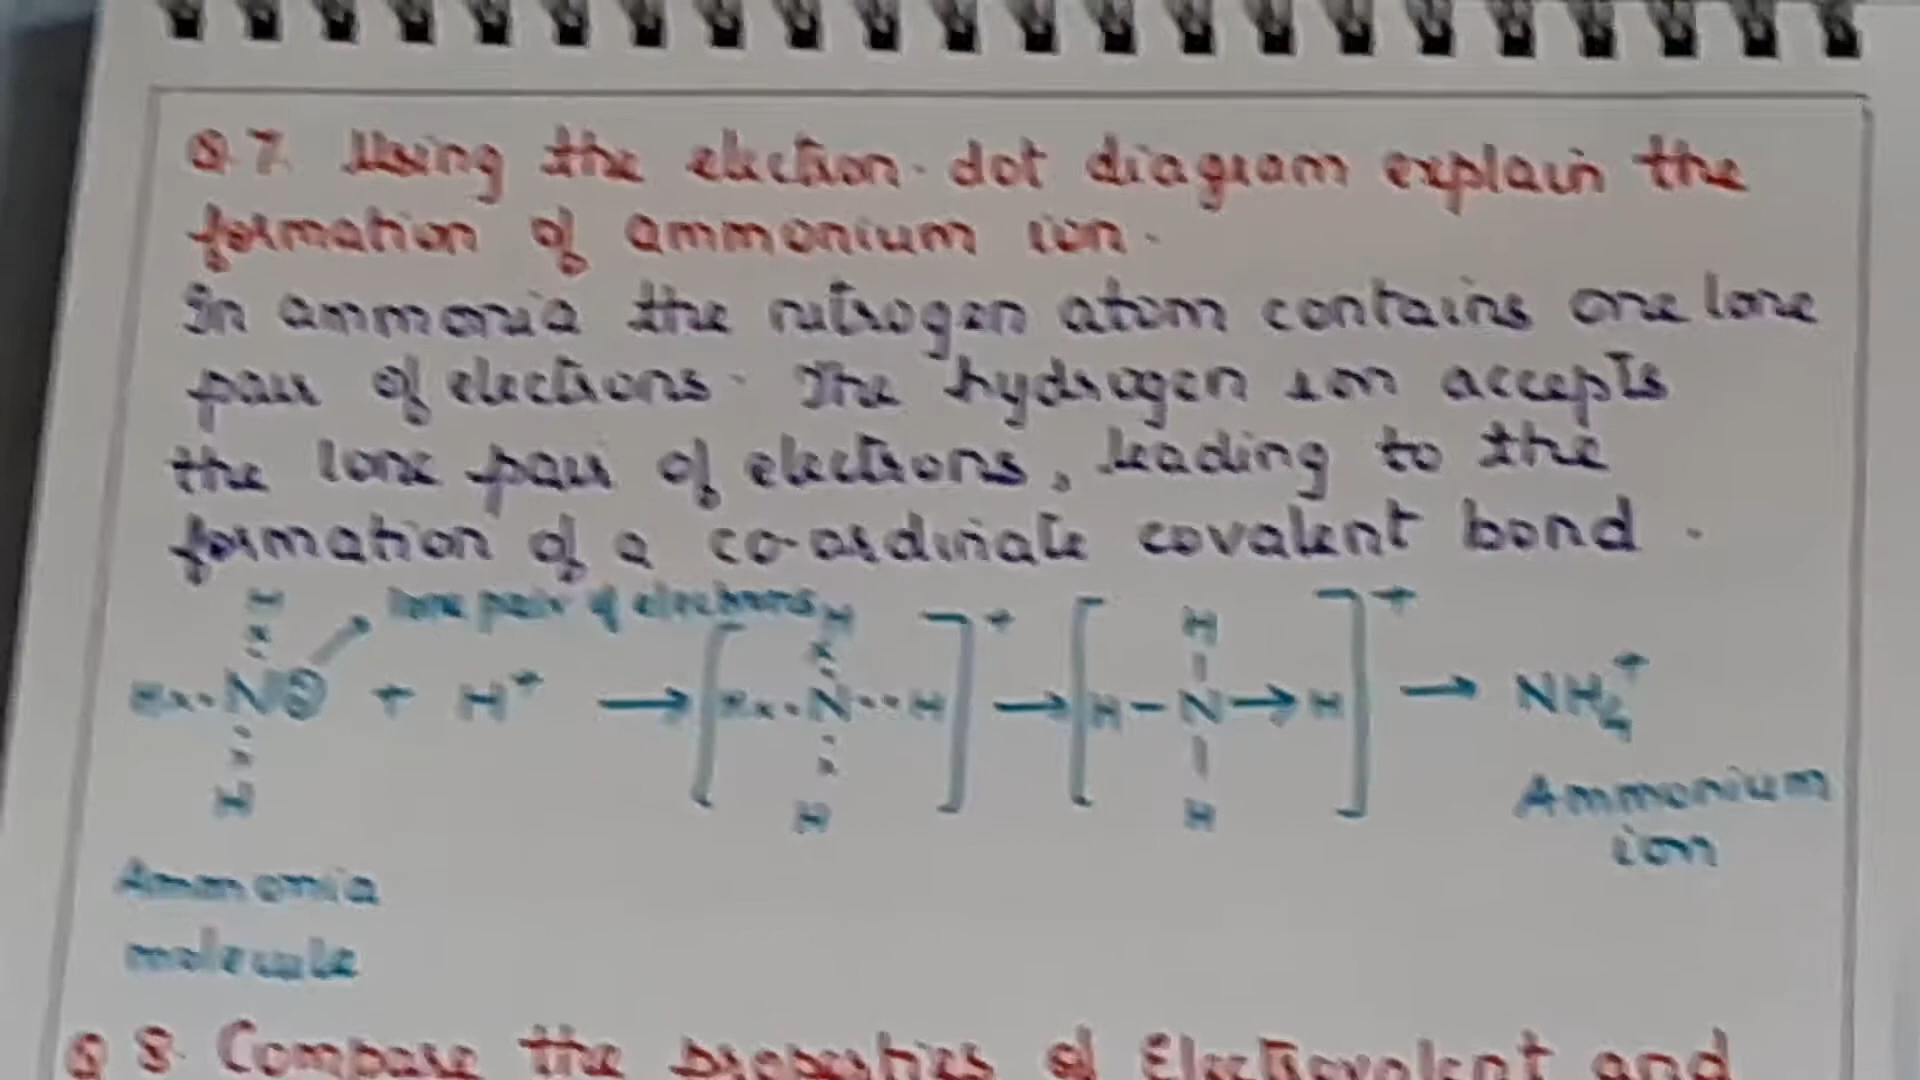 Q.7. Using the electron-dot diagram explain the
formation of ammonium ion.
In ammonia the nitrogen atom contains one lone
pair of electrons. The hydrogen ion accepts
the lone pair of electrons, leading to the
formation of a co-ordinate covalent bond.
lone pair of electrons
H
×
·
H×·N: + H⁺ → [H×·N··H]⁺ → [H-N→H]⁺ → NH₄⁺
·
×
H
H
×
·
·
×
H
H
|
|
H
Ammonium
ion
Ammonia
molecule
Q 8. Compare the properties of Electrovalent and